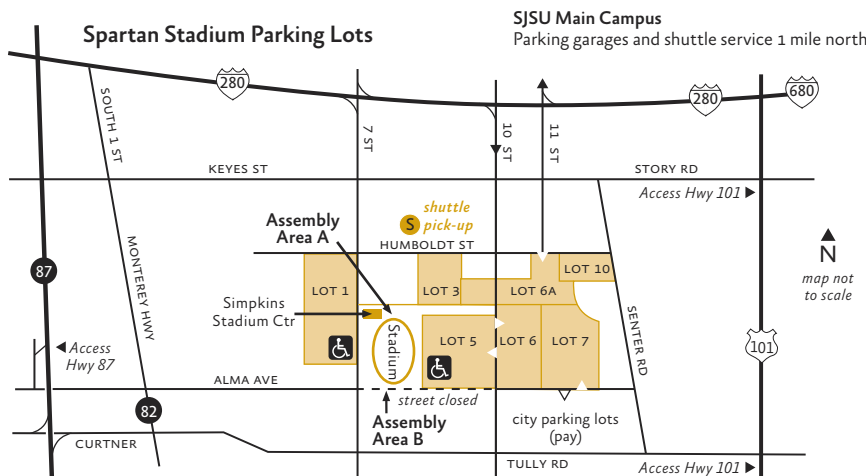 Spartan Stadium Parking Lots
SJSU Main Campus
Parking garages and shuttle service 1 mile north
280
280
680
SOUTH 1 ST
7 ST
10 ST
11 ST
KEYES ST
STORY RD
Access Hwy 101
shuttle
pick-up
S
Assembly
Area A
HUMBOLDT ST
N
map not
to scale
MONTEREY HWY
87
LOT 1
LOT 3
LOT 6A
LOT 10
Simpkins
Stadium Ctr
Stadium
LOT 5
LOT 6
LOT 7
SENTER RD
101
Access
Hwy 87
ALMA AVE
street closed
82
Assembly
Area B
city parking lots
(pay)
CURTNER
TULLY RD
Access Hwy 101